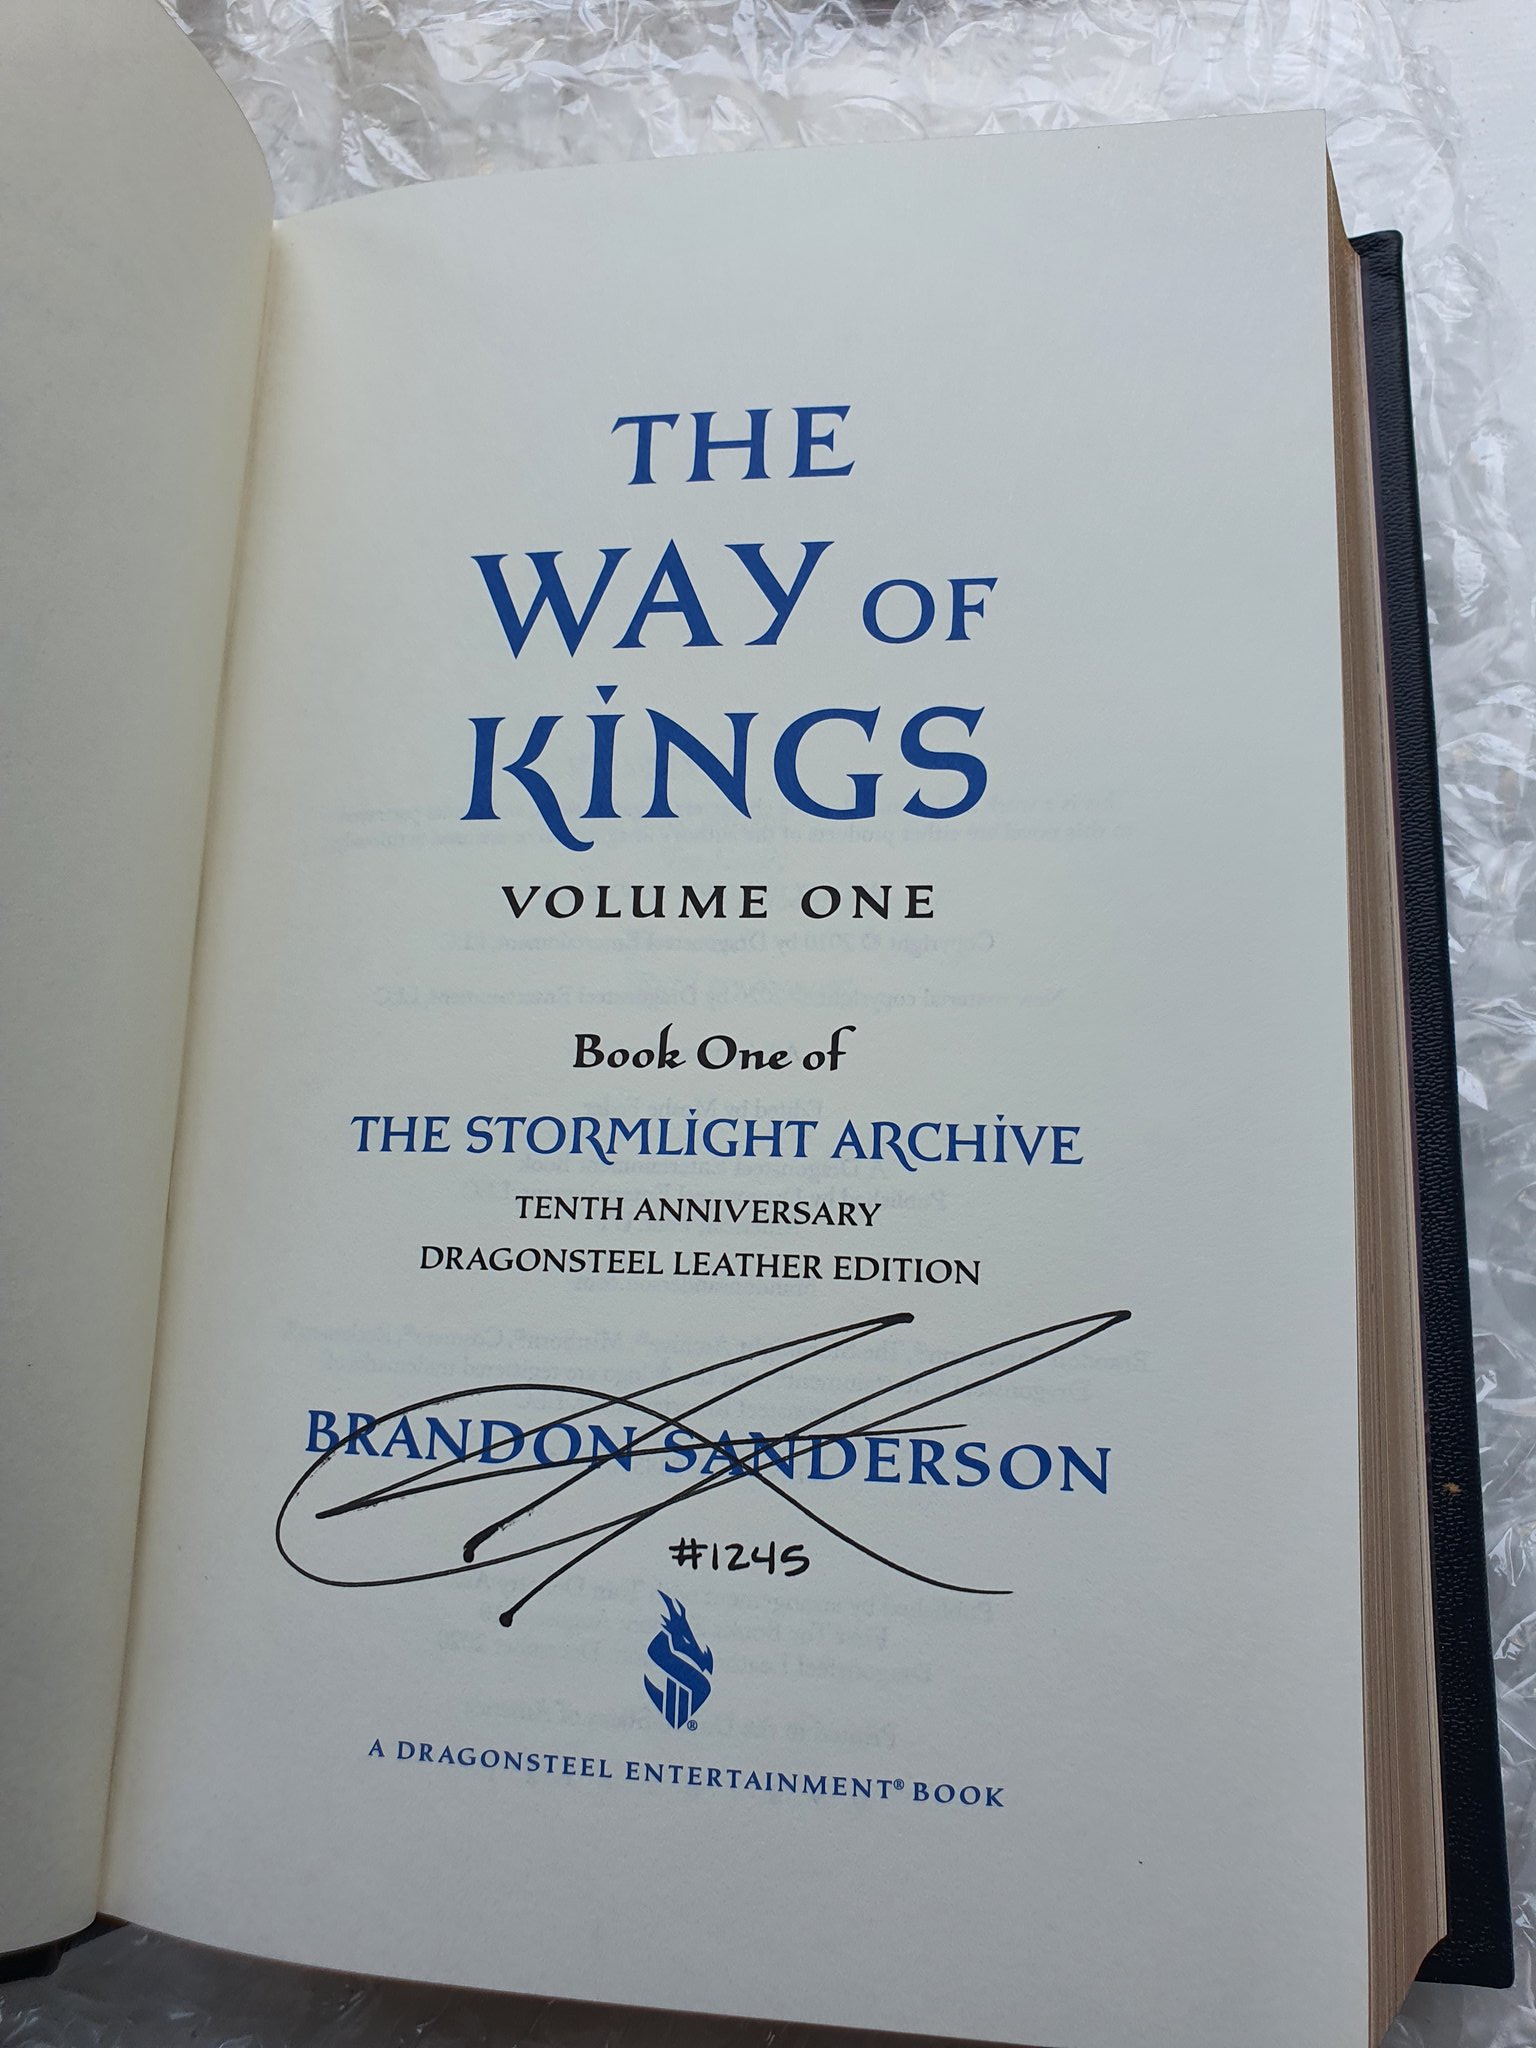 THE
WAY OF
KINGS
VOLUME ONE
Book One of
THE STORMLIGHT ARCHIVE
TENTH ANNIVERSARY
DRAGONSTEEL LEATHER EDITION
BRANDON SANDERSON
#1245
A DRAGONSTEEL ENTERTAINMENT® BOOK